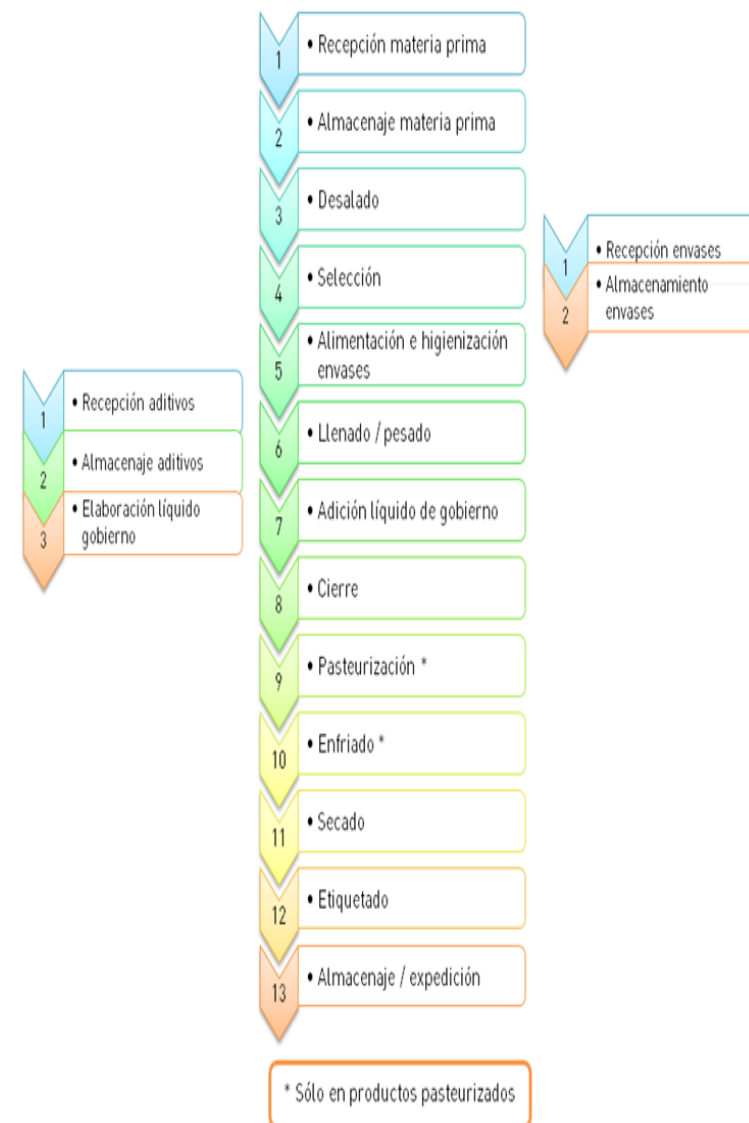 1
• Recepción materia prima
2
• Almacenaje materia prima
3
• Desalado
4
• Selección
5
• Alimentación e higienización
envases
6
• Llenado / pesado
7
• Adición líquido de gobierno
8
• Cierre
9
• Pasteurización *
10
• Enfriado *
11
• Secado
12
• Etiquetado
13
• Almacenaje / expedición
1
• Recepción aditivos
2
• Almacenaje aditivos
3
• Elaboración líquido
gobierno
1
• Recepción envases
2
• Almacenamiento
envases
* Sólo en productos pasteurizados